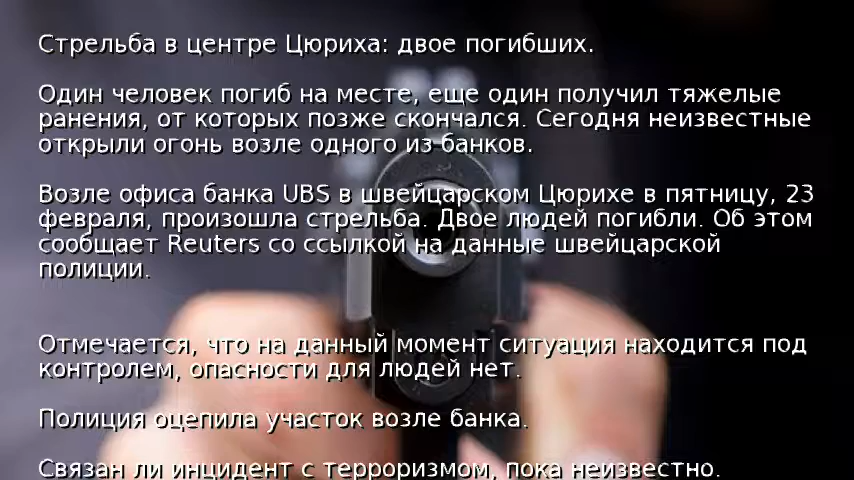 Стрельба в центре Цюриха: двое погибших.
Один человек погиб на месте, еще один получил тяжелые
ранения, от которых позже скончался. Сегодня неизвестные
открыли огонь возле одного из банков.
Возле офиса банка UBS в швейцарском Цюрихе в пятницу, 23
февраля, произошла стрельба. Двое людей погибли. Об этом
сообщает Reuters со ссылкой на данные швейцарской
полиции.
Отмечается, что на данный момент ситуация находится под
контролем, опасности для людей нет.
Полиция оцепила участок возле банка.
Связан ли инцидент с терроризмом, пока неизвестно.